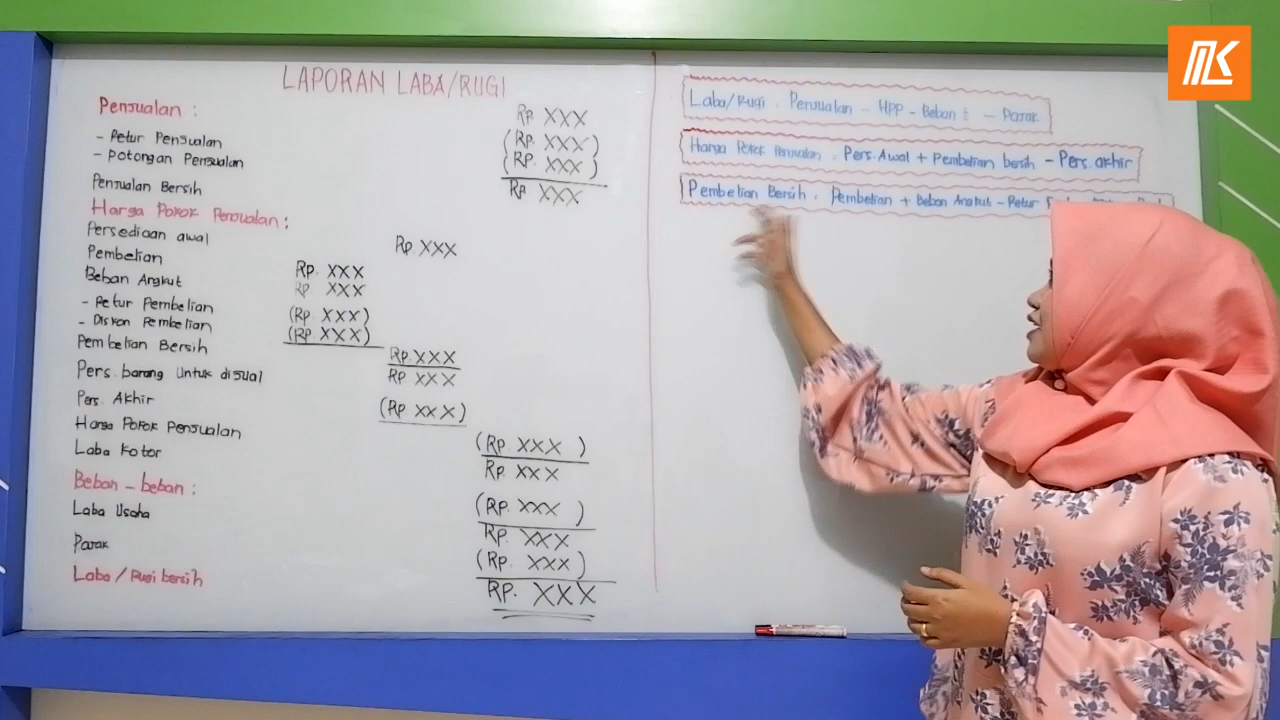 LAPORAN LABA/RUGI
Penjualan : Rp. XXX
- Retur Penjualan (Rp. XXX)
- Potongan Penjualan (Rp. XXX)
Penjualan Bersih Rp XXX
Harga Pokok Penjualan :
Persediaan awal Rp. XXX
Pembelian Rp. XXX
Beban Angkut Rp. XXX
- Retur Pembelian (Rp. XXX)
- Diskon Pembelian (Rp XXX)
Pembelian Bersih Rp. XXX
Pers. barang Untuk dijual Rp XXX
Pers. Akhir (Rp XXX)
Harga Pokok Penjualan (Rp XXX)
Laba Kotor Rp XXX
Beban - beban : (Rp. XXX)
Laba Usaha Rp. XXX
Pajak (Rp. XXX)
Laba / Rugi bersih Rp. XXX
Laba/Rugi : Penjualan - HPP - Beban² - Pajak
Harga Pokok Penjualan : Pers. Awal + Pembelian bersih - Pers. akhir
Pembelian Bersih : Pembelian + Beban Angkut - Retur